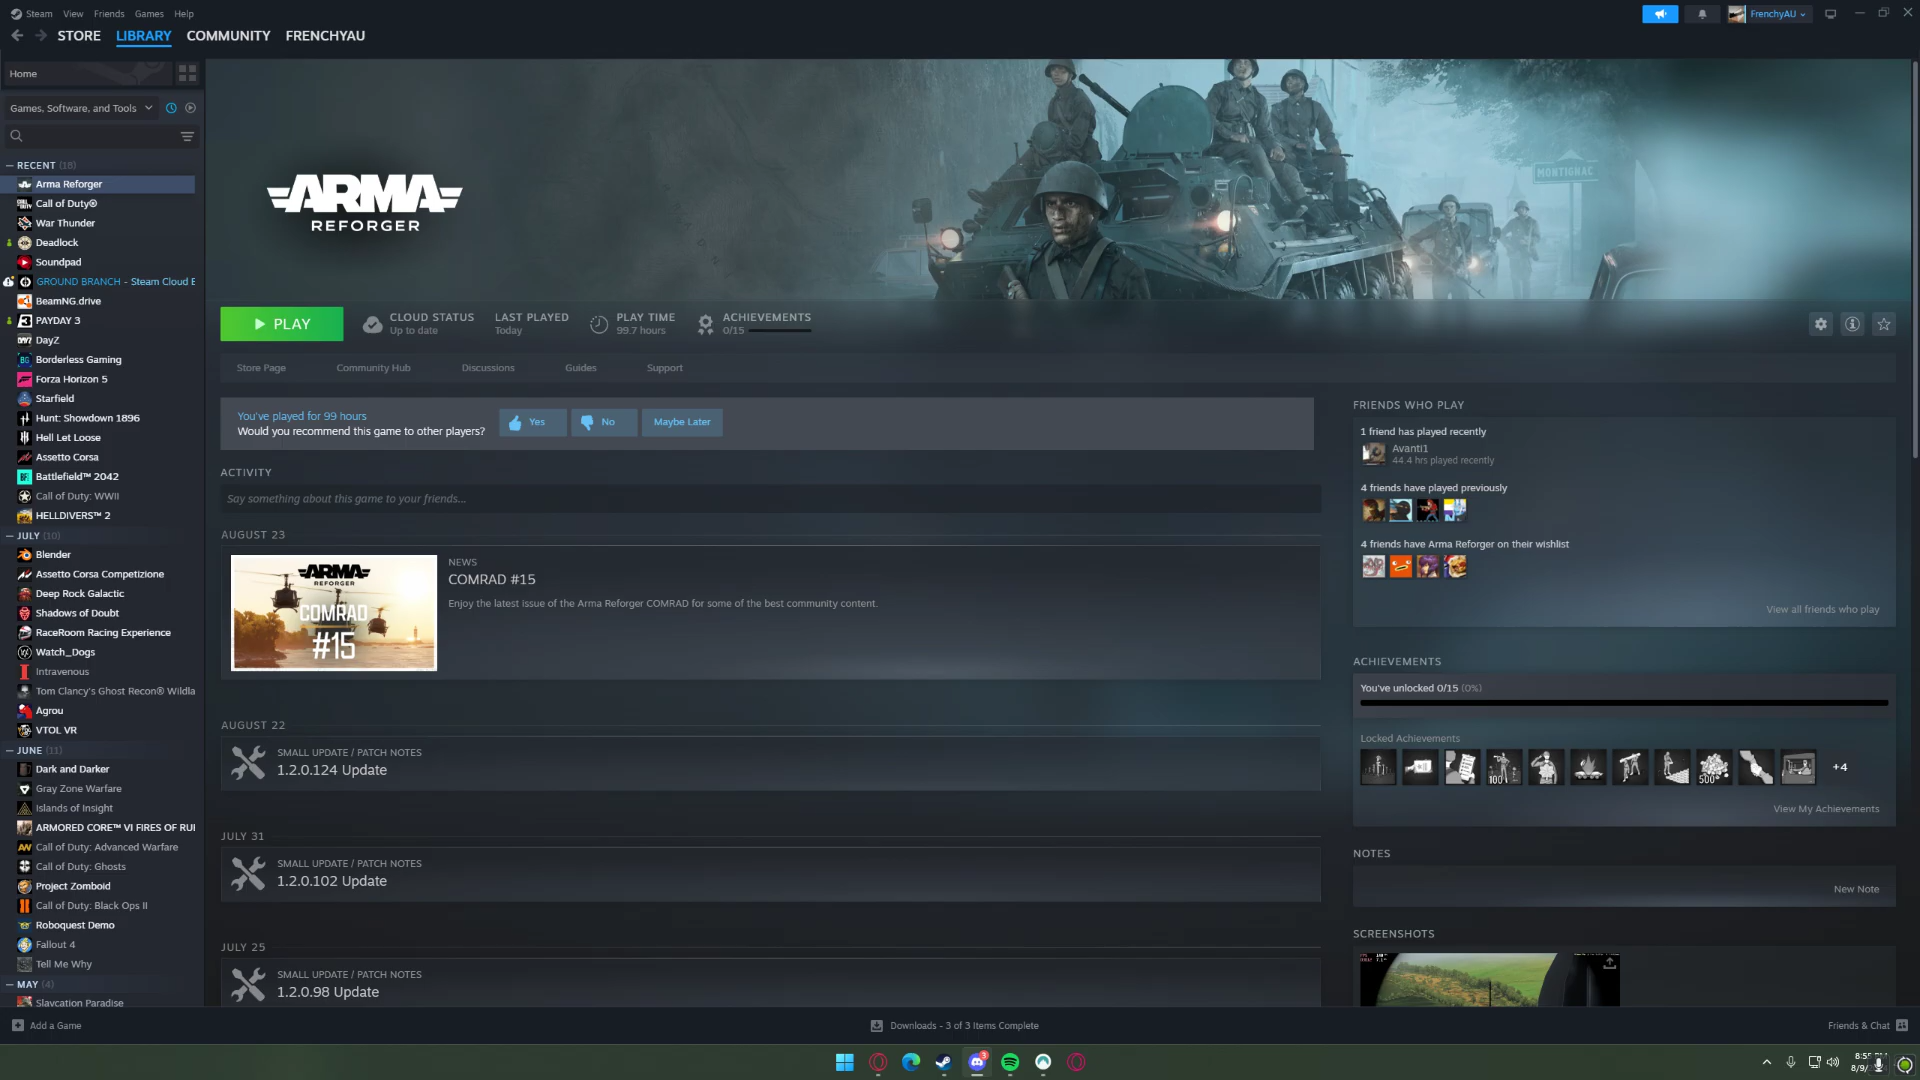 Steam View Friends Games Help
FrenchyAU
STORE LIBRARY COMMUNITY FRENCHYAU
Home
Games, Software, and Tools
RECENT (18)
Arma Reforger
Call of Duty®
War Thunder
Deadlock
Soundpad
GROUND BRANCH - Steam Cloud E
BeamNG.drive
PAYDAY 3
DayZ
Borderless Gaming
Forza Horizon 5
Starfield
Hunt: Showdown 1896
Hell Let Loose
Assetto Corsa
Battlefield™ 2042
Call of Duty: WWII
HELLDIVERS™ 2
JULY (10)
Blender
Assetto Corsa Competizione
Deep Rock Galactic
Shadows of Doubt
RaceRoom Racing Experience
Watch_Dogs
Intravenous
Tom Clancy's Ghost Recon® Wildla
Agrou
VTOL VR
JUNE (11)
Dark and Darker
Gray Zone Warfare
Islands of Insight
ARMORED CORE™ VI FIRES OF RUI
Call of Duty: Advanced Warfare
Call of Duty: Ghosts
Project Zomboid
Call of Duty: Black Ops II
Roboquest Demo
Fallout 4
Tell Me Why
MAY (4)
Slaycation Paradise
Add a Game
ARMA
REFORGER
MONTIGNAC
PLAY
CLOUD STATUS
Up to date
LAST PLAYED
Today
PLAY TIME
99.7 hours
ACHIEVEMENTS
0/15
Store Page Community Hub Discussions Guides Support
You've played for 99 hours
Would you recommend this game to other players?
Yes No Maybe Later
ACTIVITY
Say something about this game to your friends...
AUGUST 23
ARMA
REFORGER
COMRAD
#15
NEWS
COMRAD #15
Enjoy the latest issue of the Arma Reforger COMRAD for some of the best community content.
AUGUST 22
SMALL UPDATE / PATCH NOTES
1.2.0.124 Update
JULY 31
SMALL UPDATE / PATCH NOTES
1.2.0.102 Update
JULY 25
SMALL UPDATE / PATCH NOTES
1.2.0.98 Update
FRIENDS WHO PLAY
1 friend has played recently
Avanti1
44.4 hrs played recently
4 friends have played previously
4 friends have Arma Reforger on their wishlist
View all friends who play
ACHIEVEMENTS
You've unlocked 0/15 (0%)
Locked Achievements
100
500
+4
View My Achievements
NOTES
New Note
SCREENSHOTS
Downloads - 3 of 3 Items Complete
Friends & Chat
3